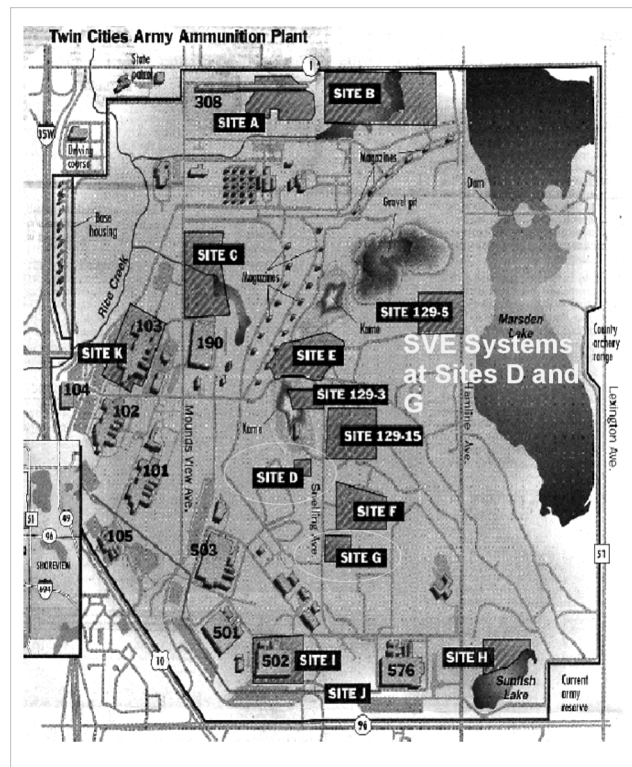 Twin Cities Army Ammunition Plant
State
patrol
1
308
SITE B
SITE A
35W
Driving
course
Magazines
Dam
Gravel pit
Base
housing
SITE C
Magazines
Rice Creek
SITE 129-5
Marsden
Lake
County
archery
range
103
190
Kame
SITE K
SITE E
SVE Systems
at Sites D and
G
104
SITE 129-3
102
Mounds View Ave.
Kame
Hamline Ave.
Lexington Ave.
SITE 129-15
101
SITE D
Snelling Ave.
SITE F
51
49
96
105
503
SITE G
51
SHOREVIEW
694
501
502
SITE I
576
SITE H
10
SITE J
Sunfish
Lake
Current
army
reserve
96